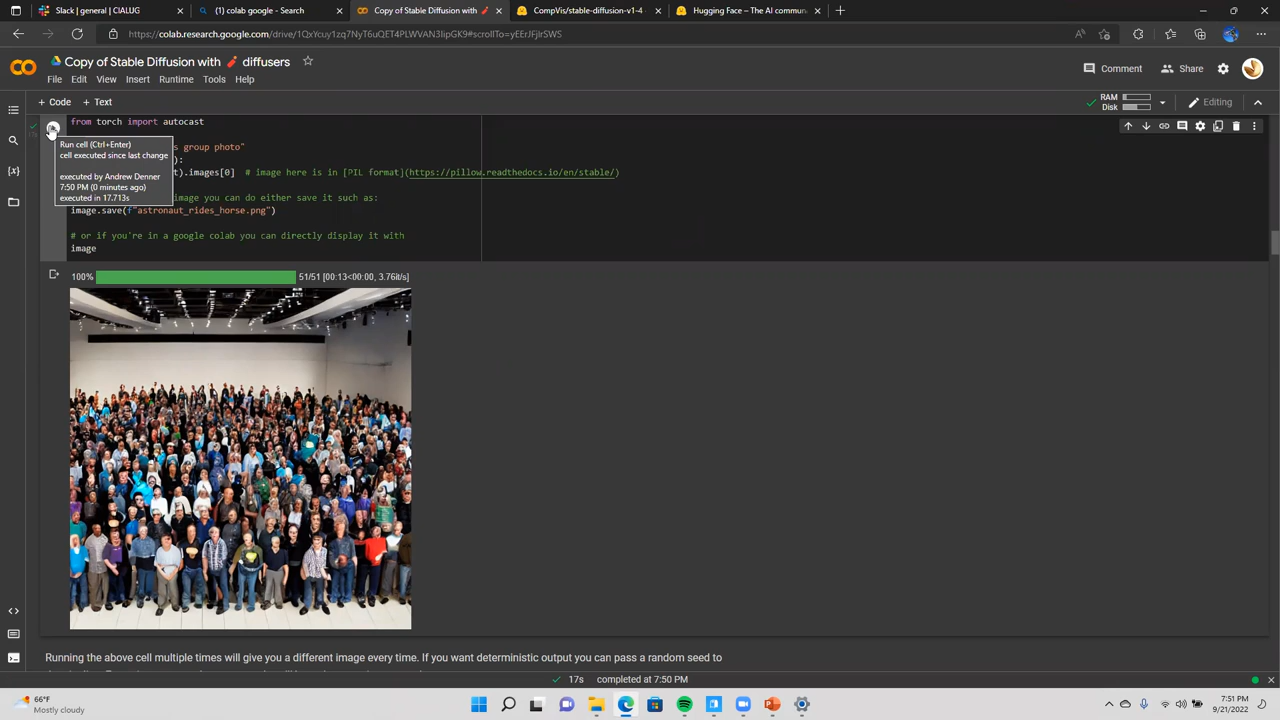 Slack | general | CIALUG
(1) colab google - Search
Copy of Stable Diffusion with
CompVis/stable-diffusion-v1-4
Hugging Face – The AI commun
https://colab.research.google.com/drive/1QxYcuy1zq7NyT6uQET4PLWVAN3IipGK9#scrollTo=yEErJFjlrSWS
Copy of Stable Diffusion with diffusers
File Edit View Insert Runtime Tools Help
Comment Share
+ Code + Text
RAM
Disk
Editing
from torch import autocast
s group photo"
):
t).images[0] # image here is in [PIL format](https://pillow.readthedocs.io/en/stable/)
image you can do either save it such as:
image.save(f"astronaut_rides_horse.png")
# or if you're in a google colab you can directly display it with
image
Run cell (Ctrl+Enter)
cell executed since last change
executed by Andrew Denner
7:50 PM (0 minutes ago)
executed in 17.713s
100% 51/51 [00:13<00:00, 3.76it/s]
Running the above cell multiple times will give you a different image every time. If you want deterministic output you can pass a random seed to
17s completed at 7:50 PM
66°F
Mostly cloudy
7:51 PM
9/21/2022